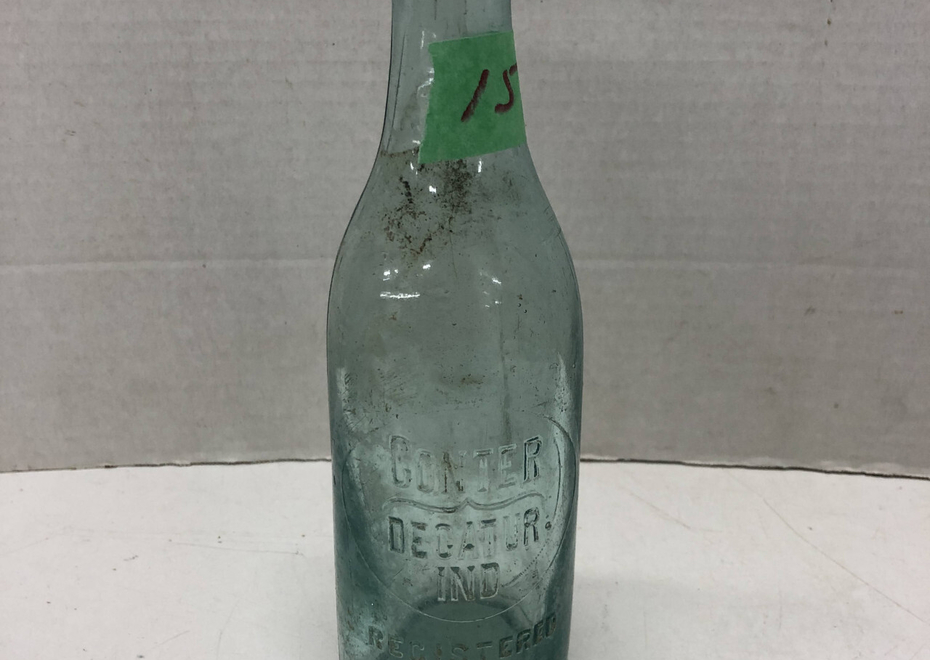 15
CONTER
DECATUR:
IND
REGISTERED